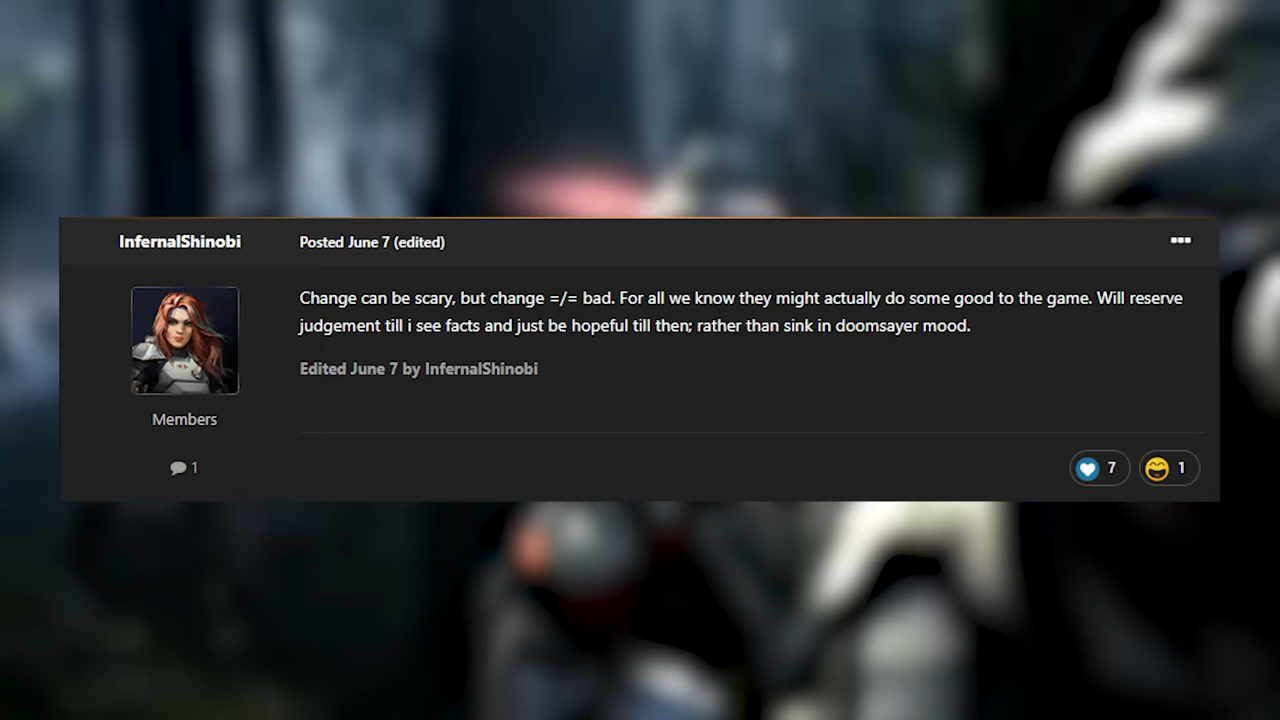 InfernalShinobi
Posted June 7 (edited)
Change can be scary, but change =/= bad. For all we know they might actually do some good to the game. Will reserve
judgement till i see facts and just be hopeful till then; rather than sink in doomsayer mood.
Edited June 7 by InfernalShinobi
Members
1
7
1